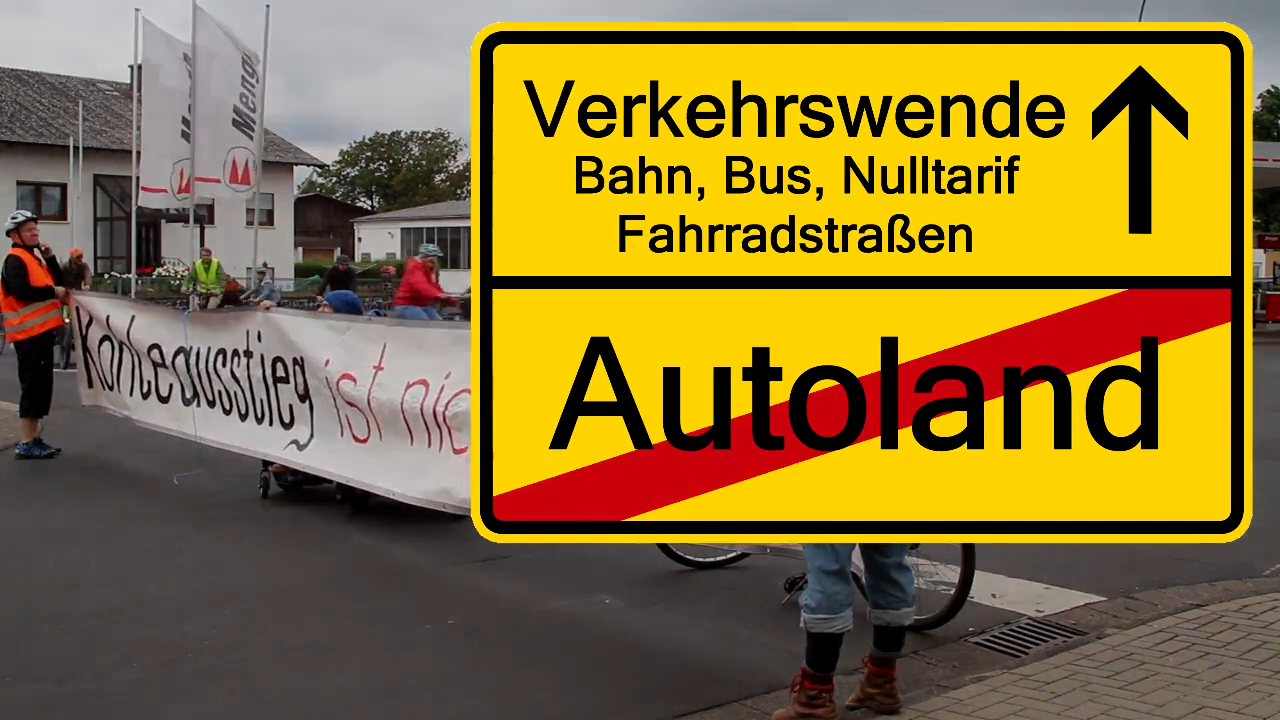 Verkehrswende
Bahn, Bus, Nulltarif
Fahrradstraßen
Autoland
Kohleausstieg ist nic